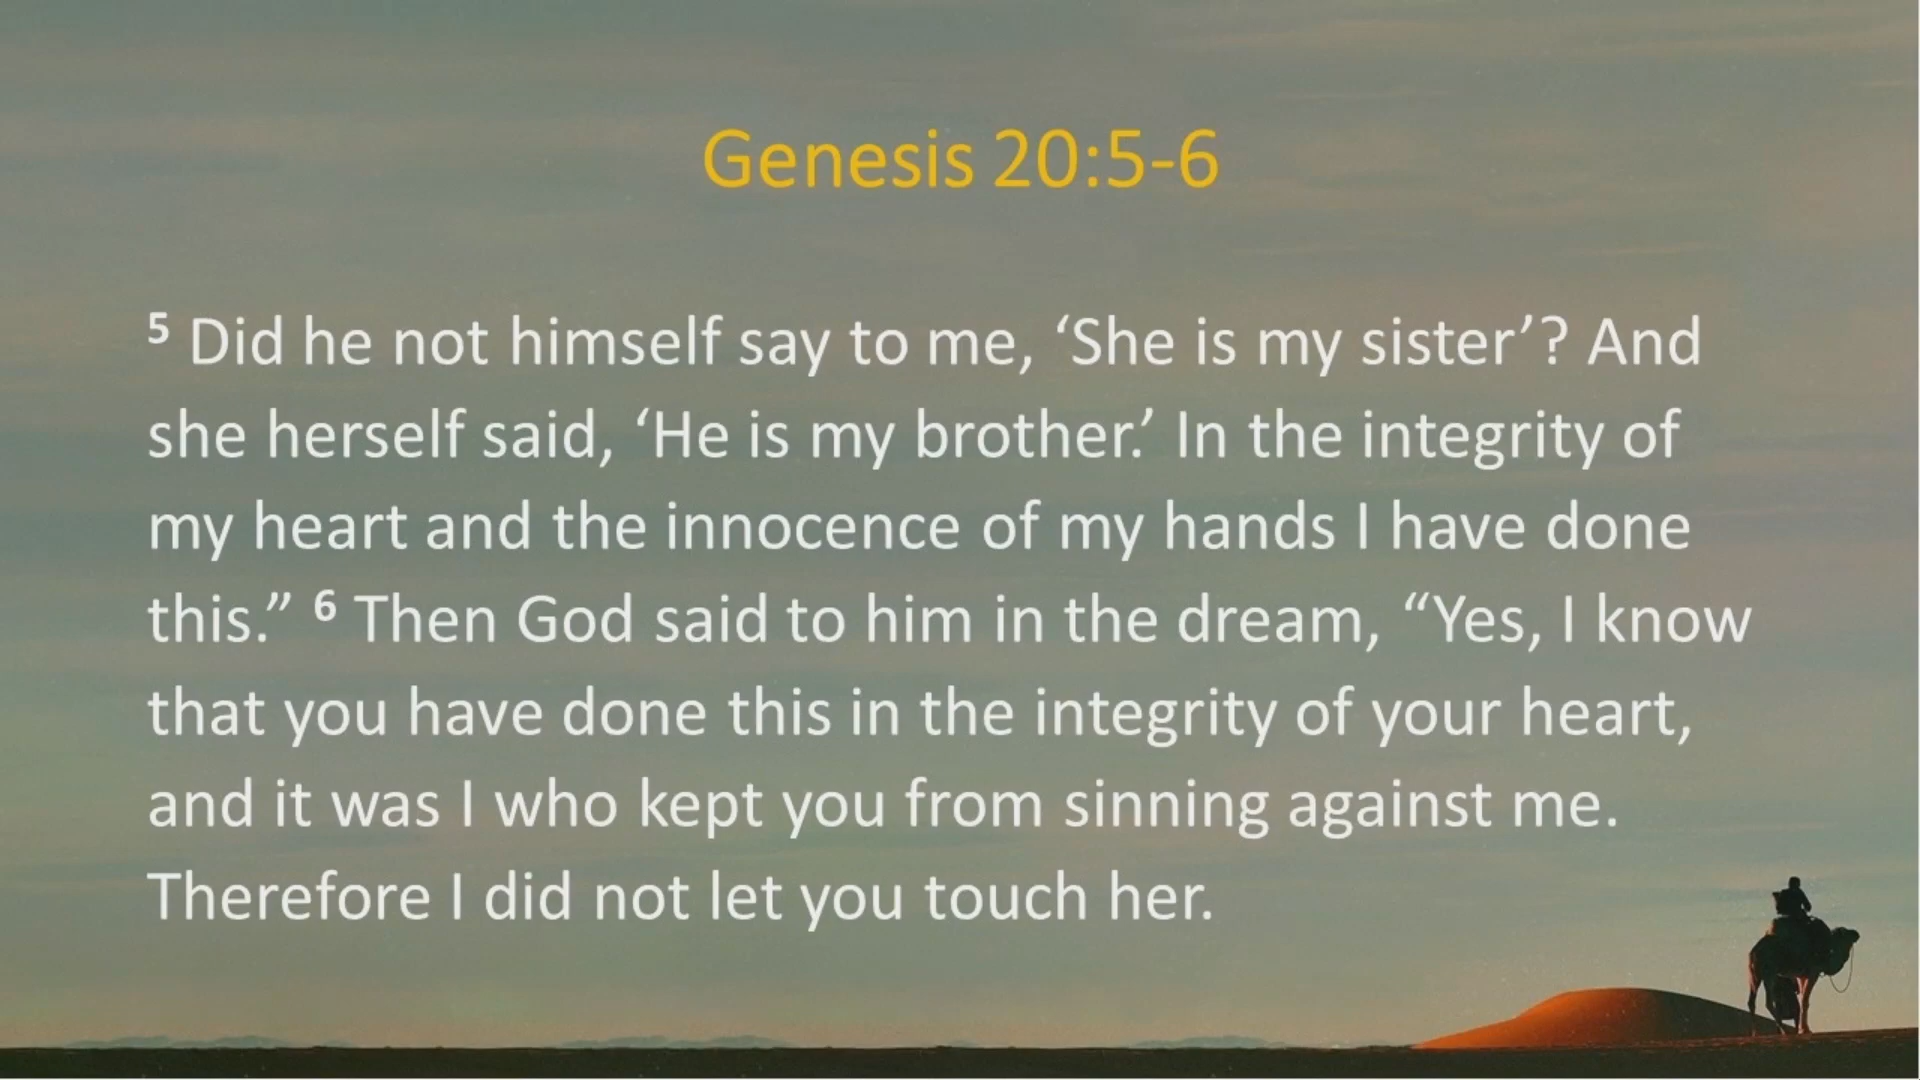 Genesis 20:5-6
5 Did he not himself say to me, ‘She is my sister’? And
she herself said, ‘He is my brother.’ In the integrity of
my heart and the innocence of my hands I have done
this.” 6 Then God said to him in the dream, “Yes, I know
that you have done this in the integrity of your heart,
and it was I who kept you from sinning against me.
Therefore I did not let you touch her.